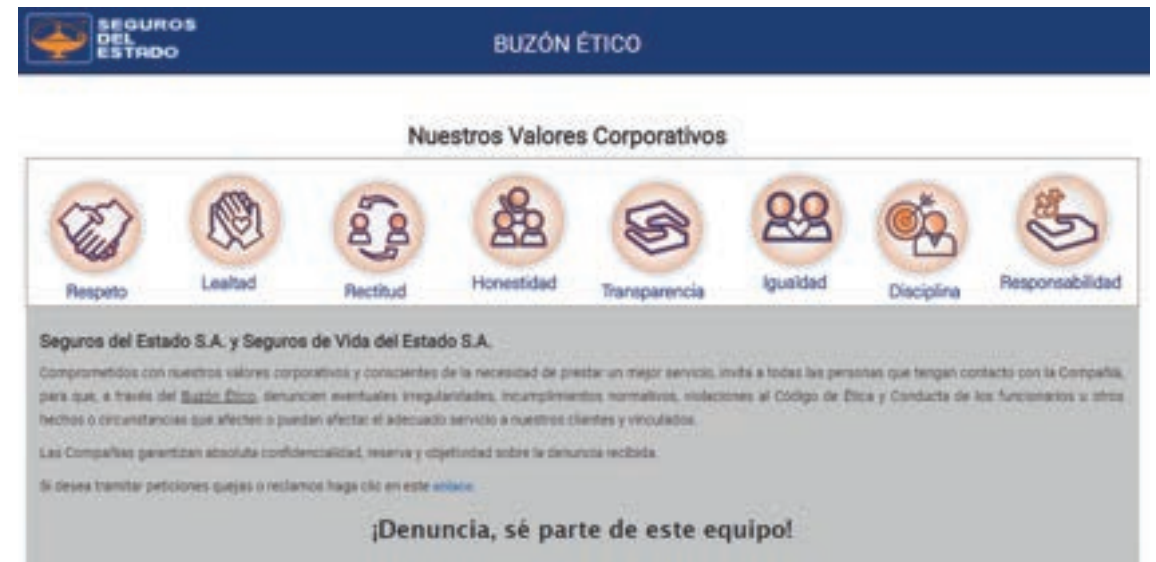 SEGUROS
DEL
ESTADO
BUZÓN ÉTICO
Nuestros Valores Corporativos
Respeto
Lealtad
Rectitud
Honestidad
Transparencia
Igualdad
Disciplina
Responsabilidad
Seguros del Estado S.A. y Seguros de Vida del Estado S.A.
Comprometidos con nuestros valores corporativos y conscientes de la necesidad de prestar un mejor servicio, invita a todas las personas que tengan contacto con la Compañía,
para que, a través del Buzón Ético, denuncien eventuales irregularidades, incumplimientos normativos, violaciones al Código de Ética y Conducta de los funcionarios u otros
hechos o circunstancias que afecten o puedan afectar el adecuado servicio a nuestros clientes y vinculados.
Las Compañías garantizan absoluta confidencialidad, reserva y objetividad sobre la denuncia recibida.
Si desea tramitar peticiones quejas o reclamos haga clic en este enlace
¡Denuncia, sé parte de este equipo!